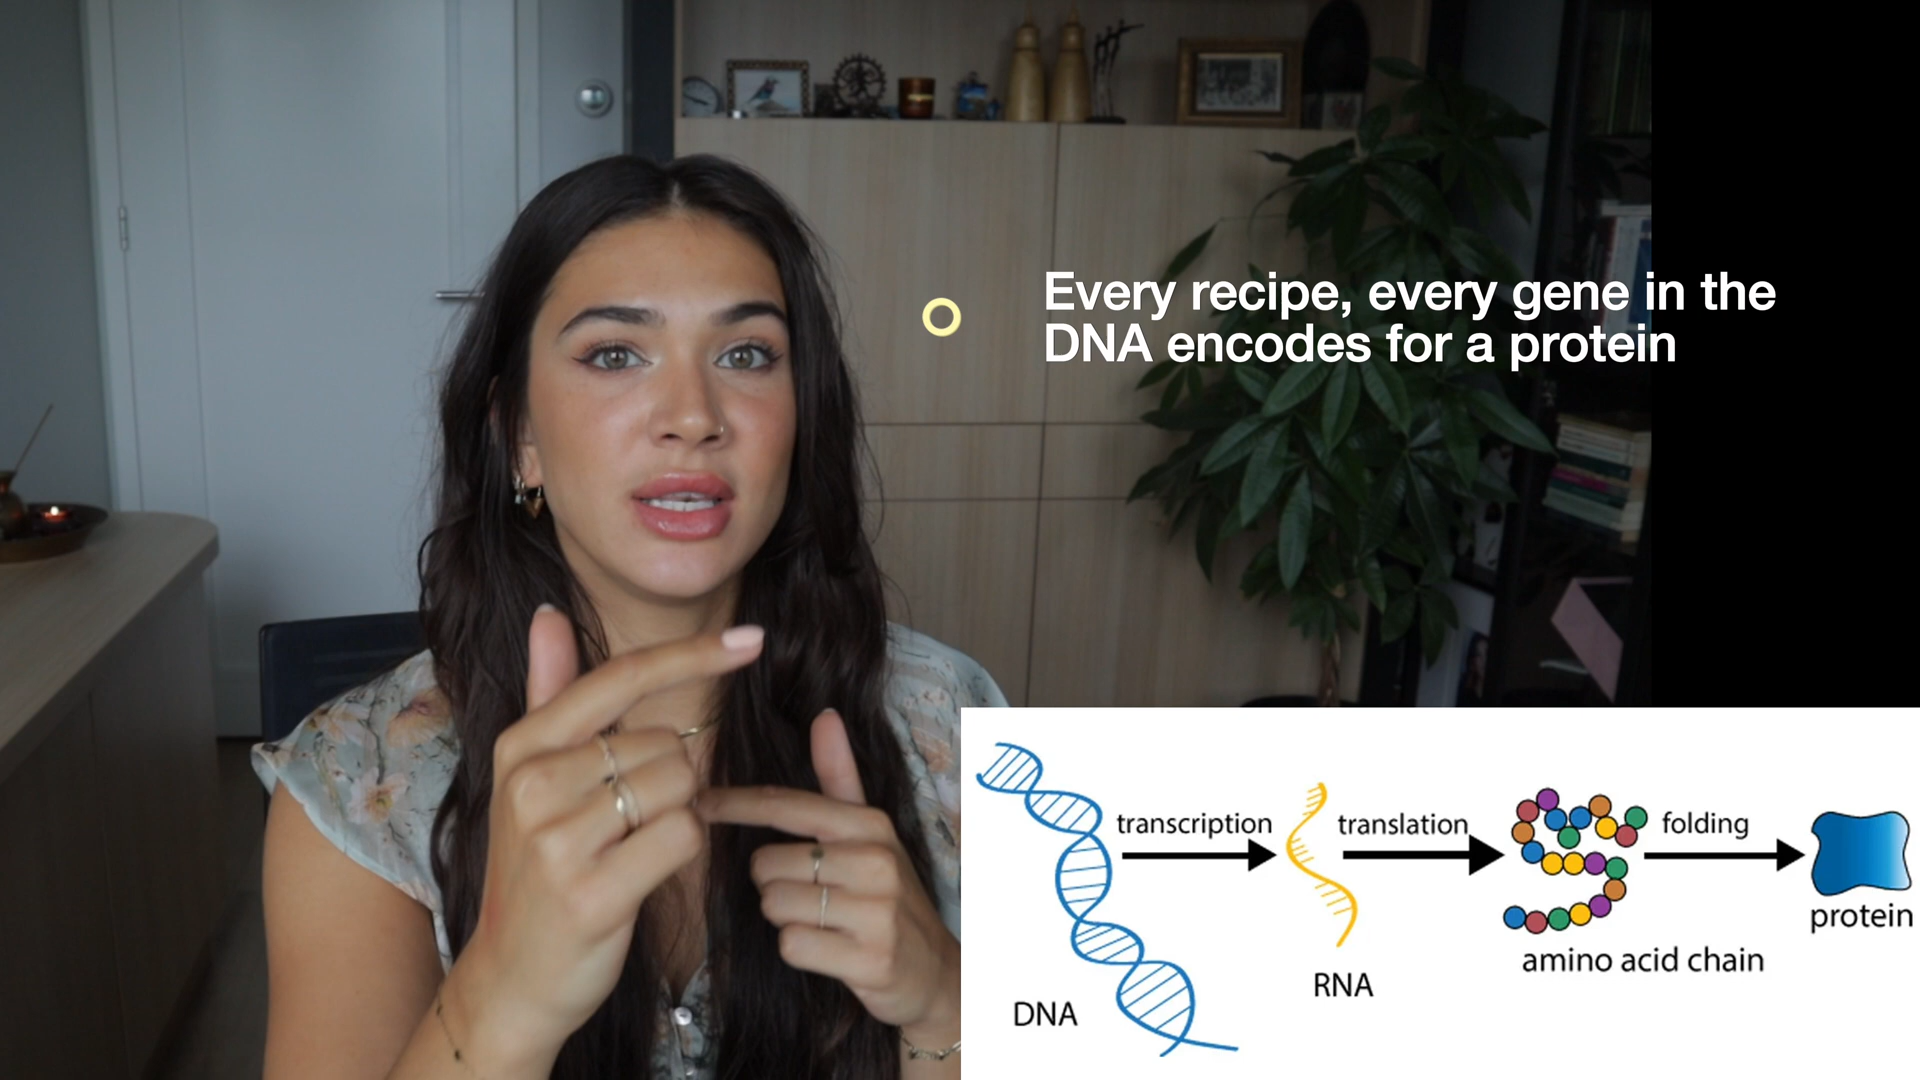 Every recipe, every gene in the
DNA encodes for a protein
transcription
translation
folding
protein
amino acid chain
RNA
DNA